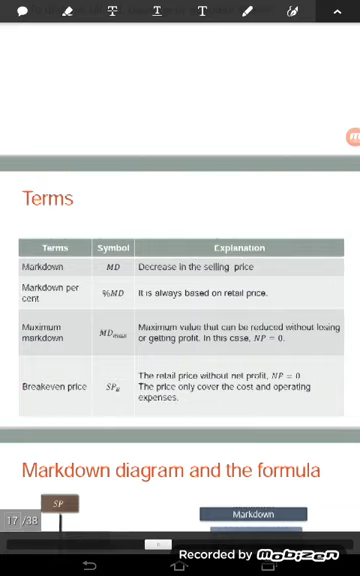 T T T
Terms
Terms Symbol Explanation
Markdown MD Decrease in the selling price
Markdown per cent %MD It is always based on retail price.
Maximum markdown MDmax Maximum value that can be reduced without losing
or getting profit. In this case, NP = 0.
Breakeven price SPB The retail price without net profit, NP = 0
The price only cover the cost and operating
expenses.
Markdown diagram and the formula
SP
Markdown
17 /38
Recorded by mobizen